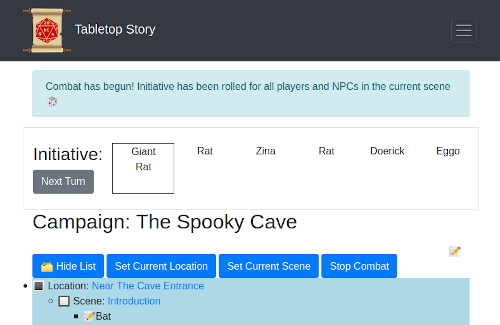 Tabletop Story
Combat has begun! Initiative has been rolled for all players and NPCs in the current scene
Initiative:
Next Turn
Giant
Rat
Rat
Zina
Rat
Doerick
Eggo
Campaign: The Spooky Cave
Hide List
Set Current Location
Set Current Scene
Stop Combat
Location: Near The Cave Entrance
Scene: Introduction
Bat